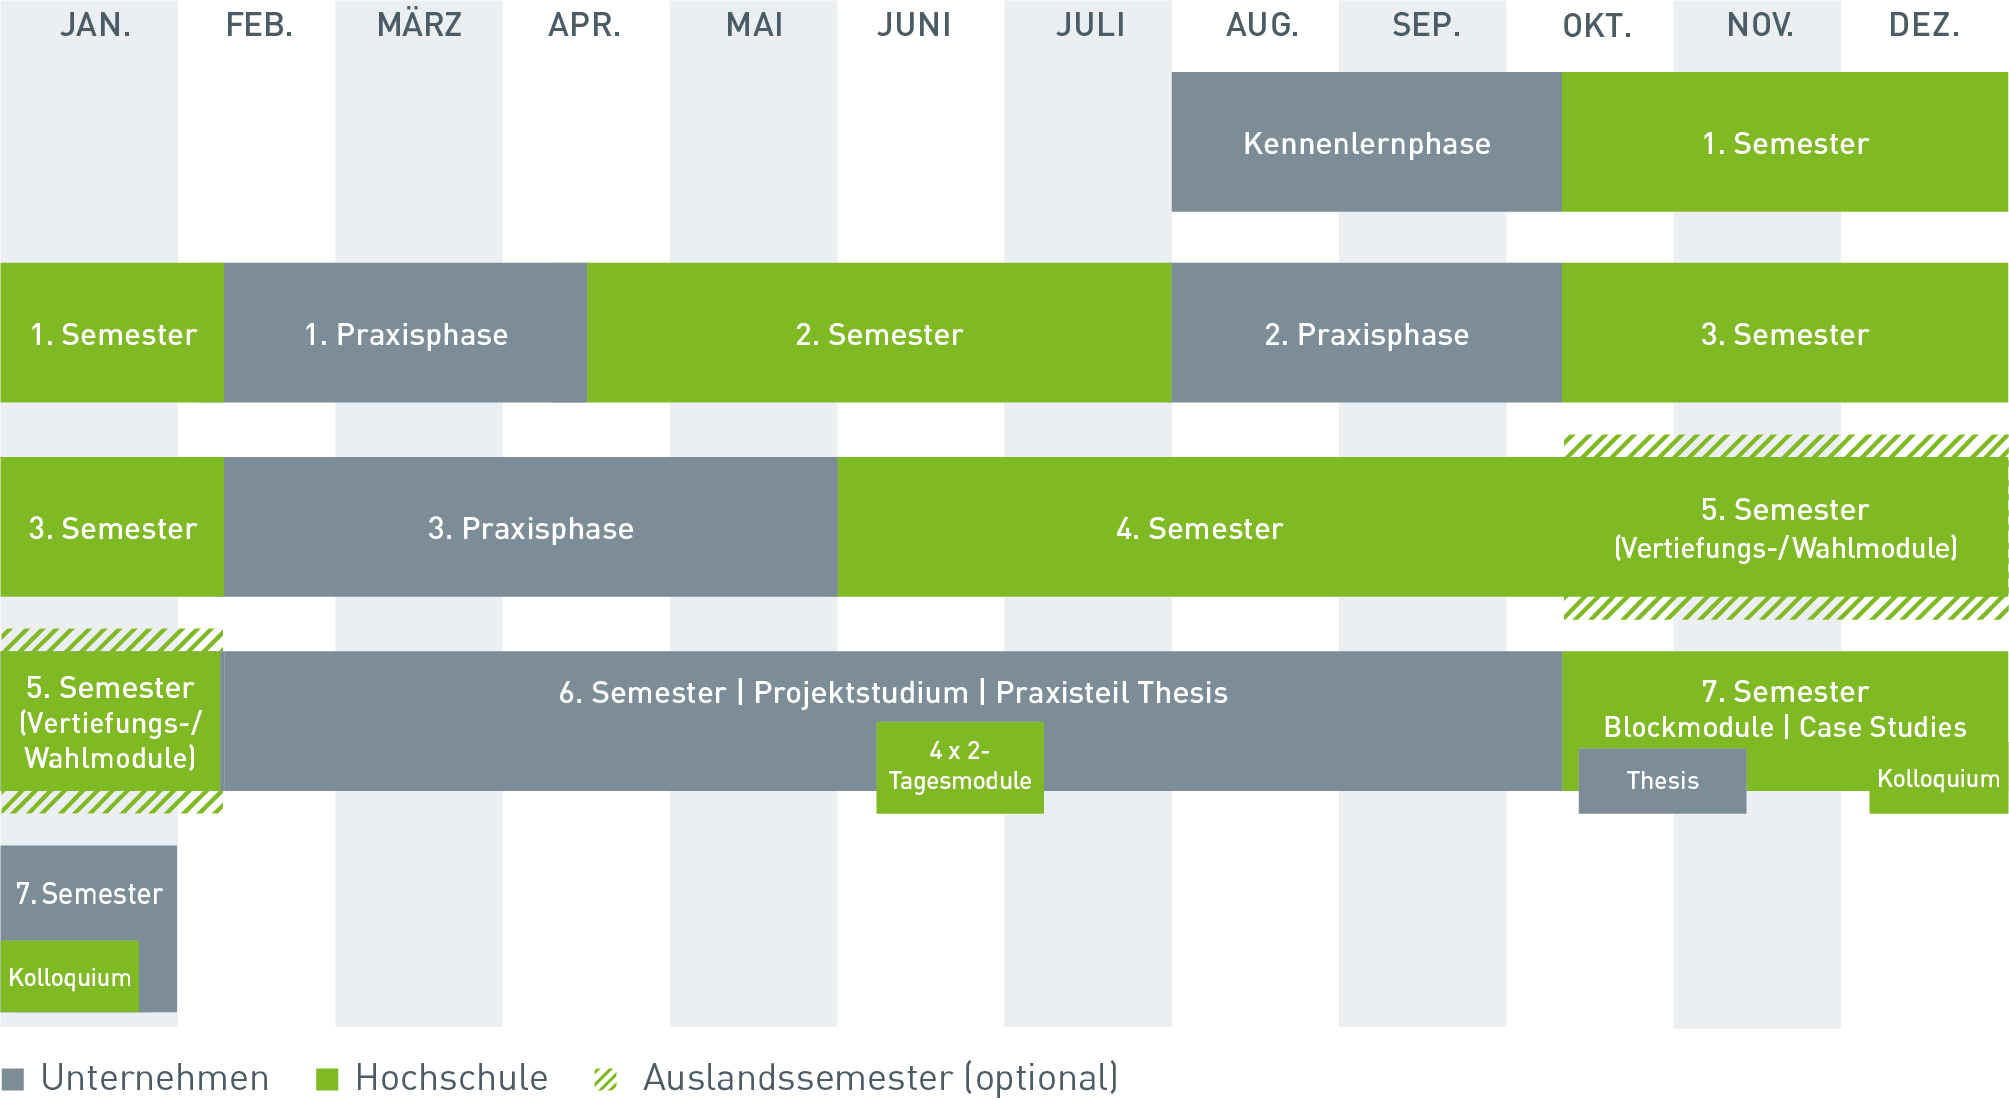 JAN. FEB. MÄRZ APR. MAI JUNI JULI AUG. SEP. OKT. NOV. DEZ.
Kennenlernphase 1. Semester
1. Semester 1. Praxisphase 2. Semester 2. Praxisphase 3. Semester
3. Semester 3. Praxisphase 4. Semester
5. Semester
(Vertiefungs-/Wahlmodule)
5. Semester
(Vertiefungs-/
Wahlmodule)
6. Semester | Projektstudium | Praxisteil Thesis
4 x 2-
Tagesmodule
7. Semester
Blockmodule | Case Studies
Thesis
Kolloquium
7. Semester
Kolloquium
Unternehmen Hochschule Auslandssemester (optional)